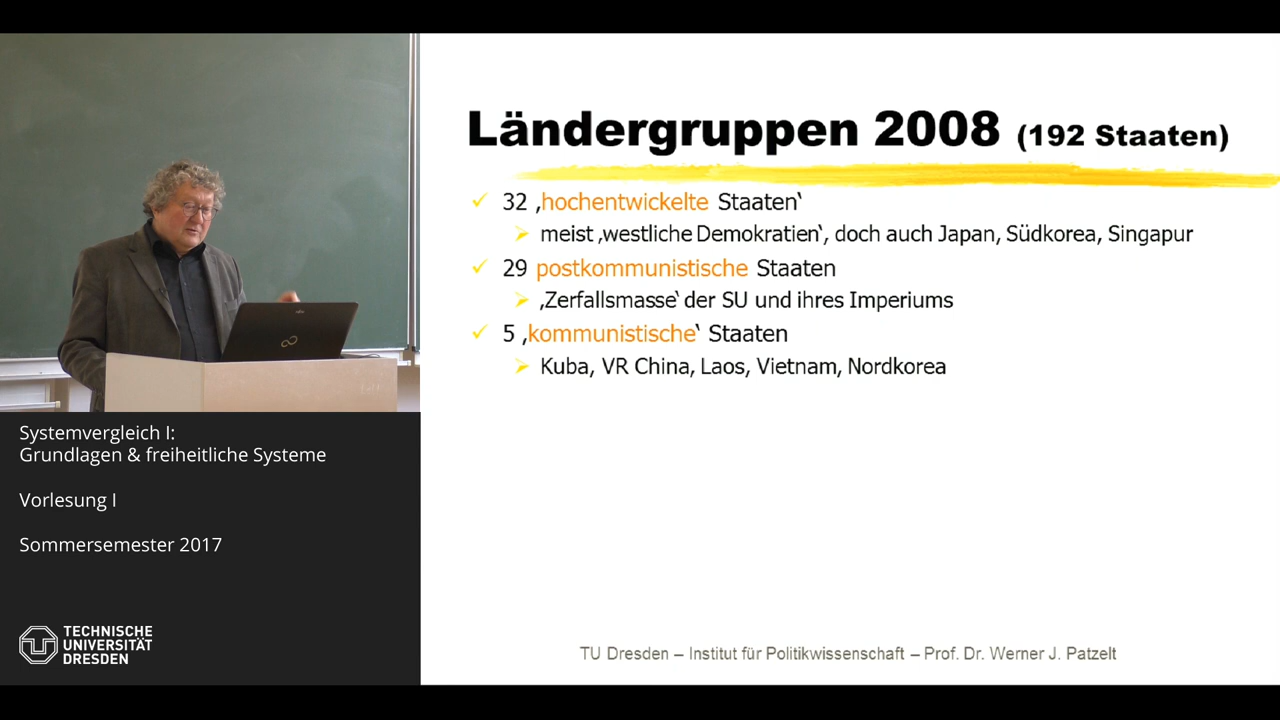 Ländergruppen 2008 (192 Staaten)
32 ‚hochentwickelte Staaten‘
meist ‚westliche Demokratien‘, doch auch Japan, Südkorea, Singapur
29 postkommunistische Staaten
‚Zerfallsmasse‘ der SU und ihres Imperiums
5 ‚kommunistische‘ Staaten
Kuba, VR China, Laos, Vietnam, Nordkorea
TU Dresden – Institut für Politikwissenschaft – Prof. Dr. Werner J. Patzelt
Systemvergleich I:
Grundlagen & freiheitliche Systeme
Vorlesung I
Sommersemester 2017
TECHNISCHE
UNIVERSITÄT
DRESDEN